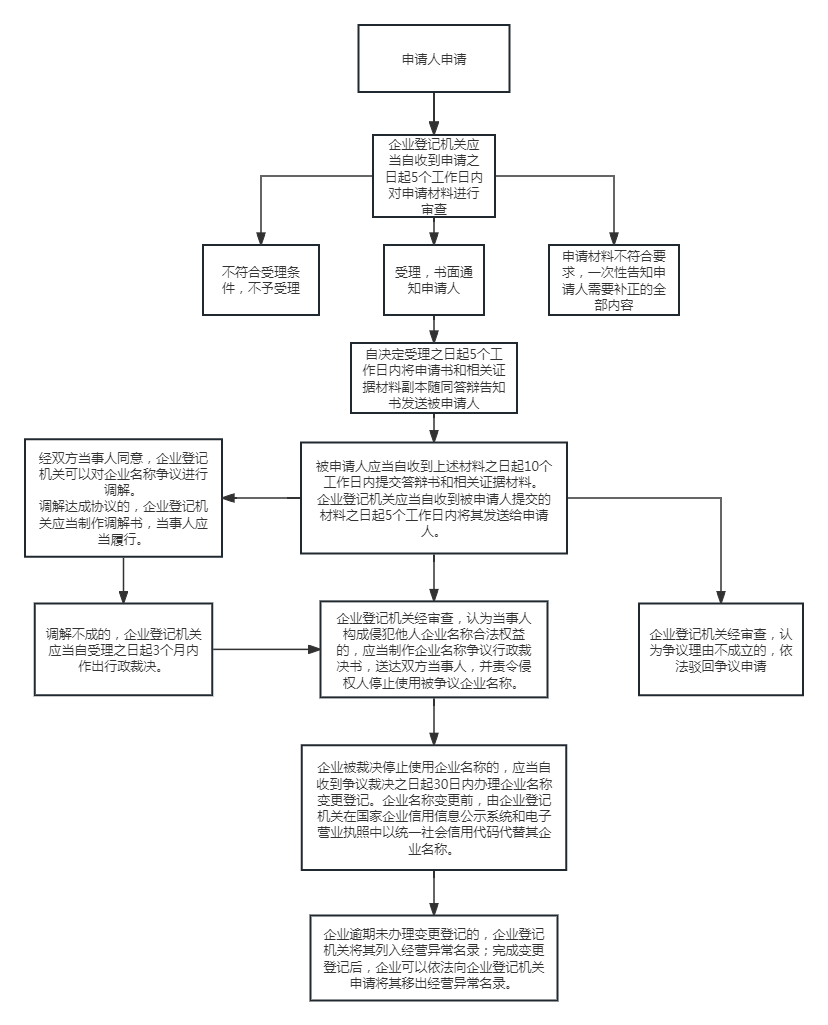 申请人申请
企业登记机关应
当自收到申请之
日起5个工作日内
对申请材料进行
审查
不符合受理条
件，不予受理
受理，书面通
知申请人
申请材料不符合要
求，一次性告知申
请人需要补正的全
部内容
自决定受理之日起5个工
作日内将申请书和相关证
据材料副本随同答辩告知
书发送被申请人
经双方当事人同意，企业登记
机关可以对企业名称争议进行
调解。
调解达成协议的，企业登记机
关应当制作调解书，当事人应
当履行。
被申请人应当自收到上述材料之日起10个
工作日内提交答辩书和相关证据材料。
企业登记机关应当自收到被申请人提交的
材料之日起5个工作日内将其发送给申请
人。
调解不成的，企业登记机关
应当自受理之日起3个月内
作出行政裁决。
企业登记机关经审查，认为当事人
构成侵犯他人企业名称合法权益
的，应当制作企业名称争议行政裁
决书，送达双方当事人，并责令侵
权人停止使用被争议企业名称。
企业登记机关经审查，认
为争议理由不成立的，依
法驳回争议申请
企业被裁决停止使用企业名称的，应当自
收到争议裁决之日起30日内办理企业名称
变更登记。企业名称变更前，由企业登记
机关在国家企业信用信息公示系统和电子
营业执照中以统一社会信用代码代替其企
业名称。
企业逾期未办理变更登记的，企业登记
机关将其列入经营异常名录；完成变更
登记后，企业可以依法向企业登记机关
申请将其移出经营异常名录。